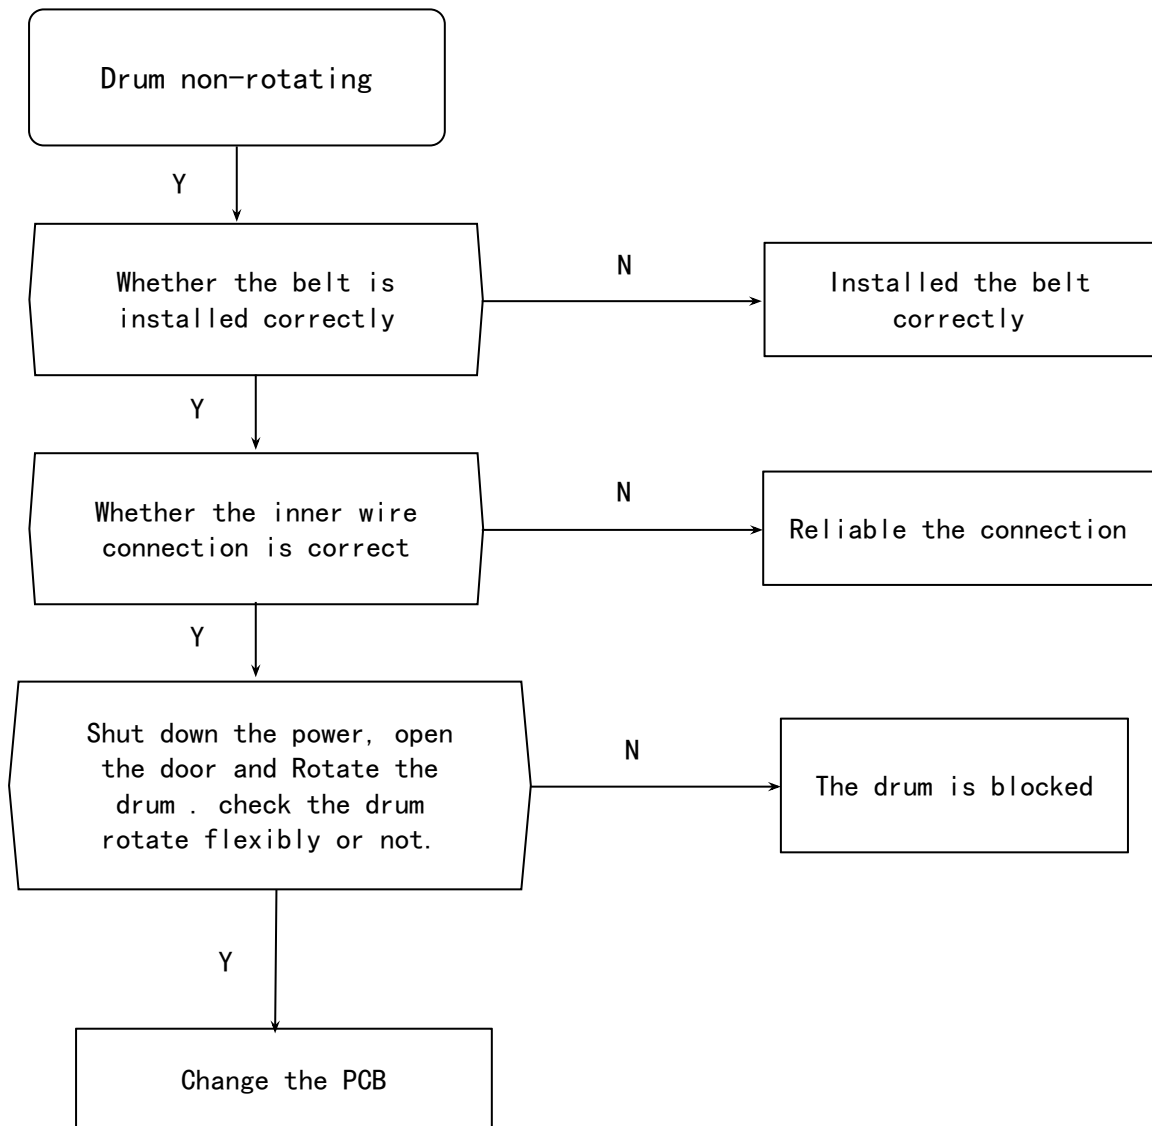 Drum non-rotating
Y
Whether the belt is
installed correctly
N
Installed the belt
correctly
Y
Whether the inner wire
connection is correct
N
Reliable the connection
Y
Shut down the power, open
the door and Rotate the
drum . check the drum
rotate flexibly or not.
N
The drum is blocked
Y
Change the PCB